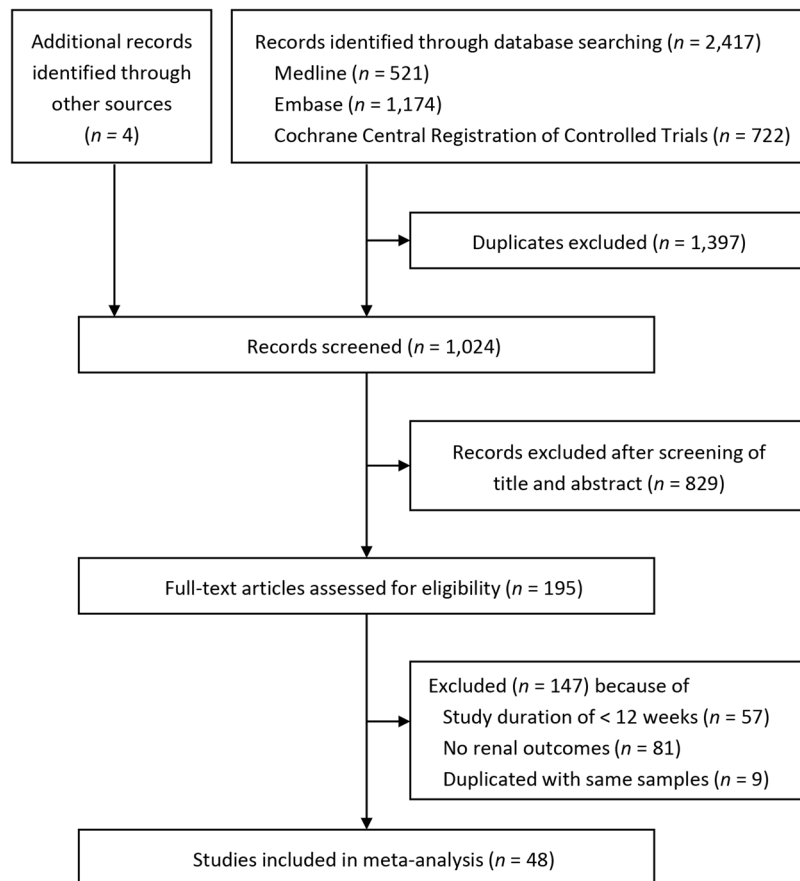 Additional records
identified through
other sources
(n = 4)
Records identified through database searching (n = 2,417)
Medline (n = 521)
Embase (n = 1,174)
Cochrane Central Registration of Controlled Trials (n = 722)
Duplicates excluded (n = 1,397)
Records screened (n = 1,024)
Records excluded after screening of
title and abstract (n = 829)
Full-text articles assessed for eligibility (n = 195)
Excluded (n = 147) because of
Study duration of < 12 weeks (n = 57)
No renal outcomes (n = 81)
Duplicated with same samples (n = 9)
Studies included in meta-analysis (n = 48)